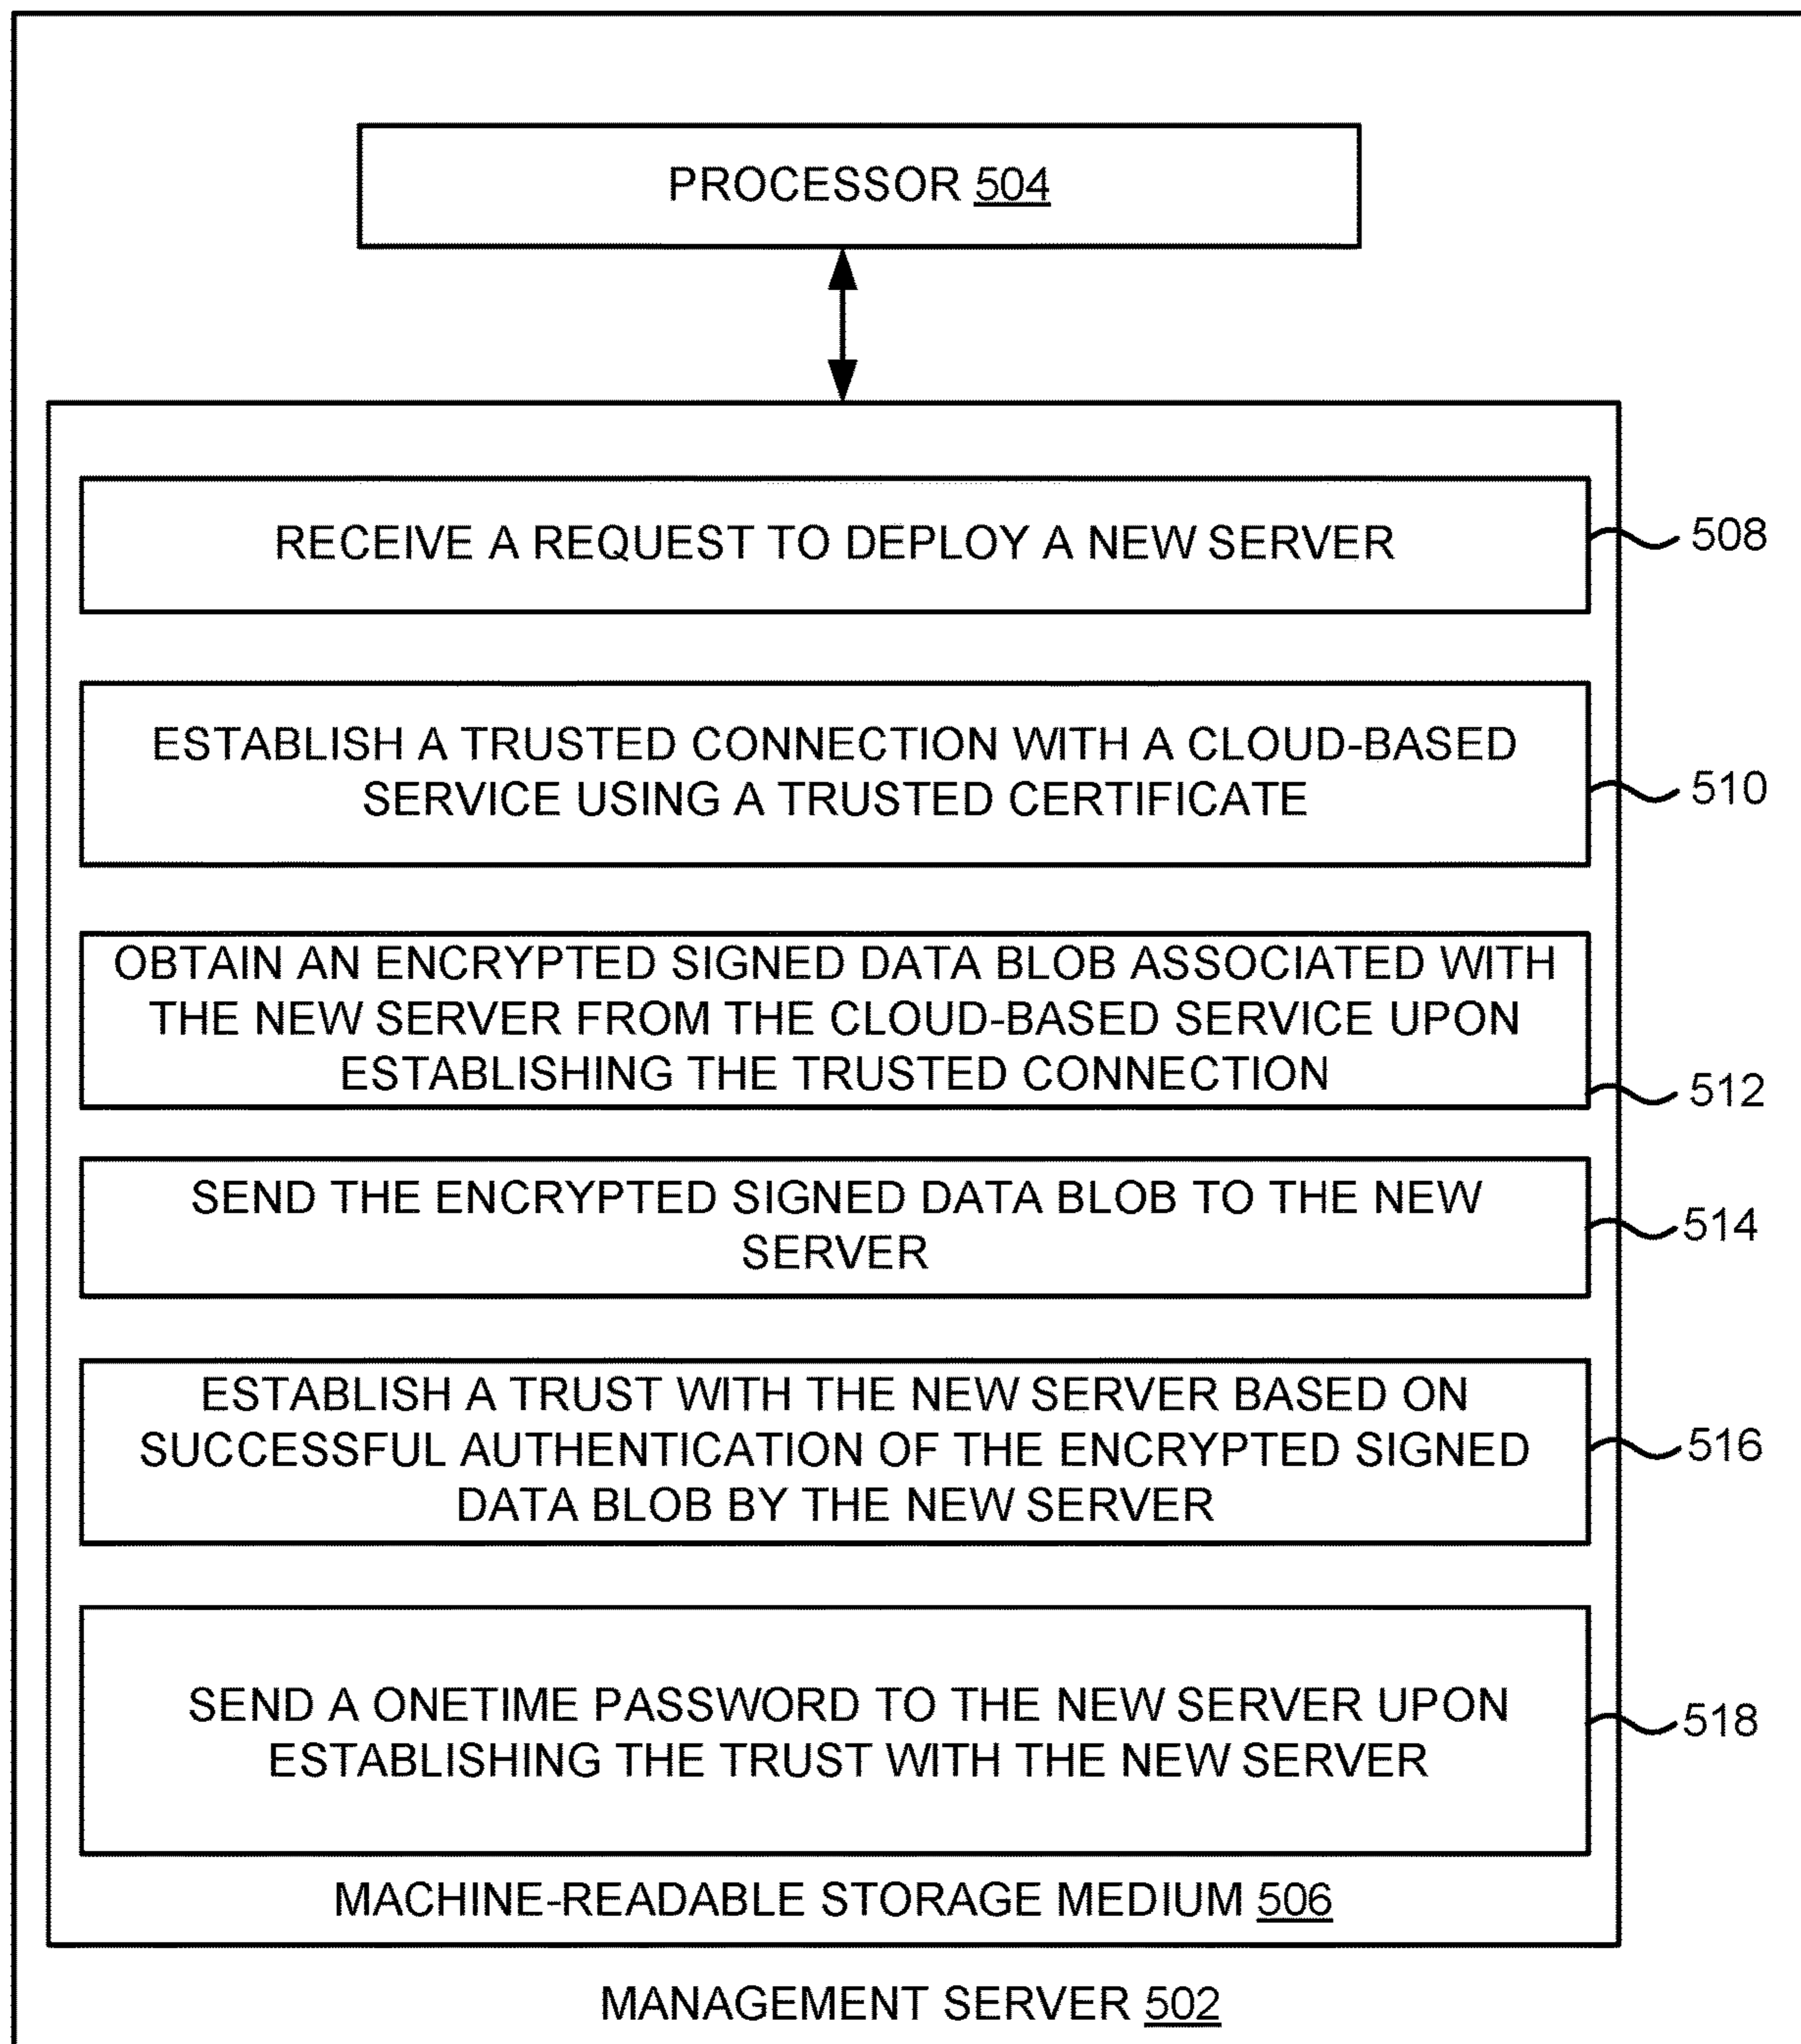 PROCESSOR 504
RECEIVE A REQUEST TO DEPLOY A NEW SERVER
508
ESTABLISH A TRUSTED CONNECTION WITH A CLOUD-BASED
SERVICE USING A TRUSTED CERTIFICATE
510
OBTAIN AN ENCRYPTED SIGNED DATA BLOB ASSOCIATED WITH
THE NEW SERVER FROM THE CLOUD-BASED SERVICE UPON
ESTABLISHING THE TRUSTED CONNECTION
512
SEND THE ENCRYPTED SIGNED DATA BLOB TO THE NEW
SERVER
514
ESTABLISH A TRUST WITH THE NEW SERVER BASED ON
SUCCESSFUL AUTHENTICATION OF THE ENCRYPTED SIGNED
DATA BLOB BY THE NEW SERVER
516
SEND A ONETIME PASSWORD TO THE NEW SERVER UPON
ESTABLISHING THE TRUST WITH THE NEW SERVER
518
MACHINE-READABLE STORAGE MEDIUM 506
MANAGEMENT SERVER 502